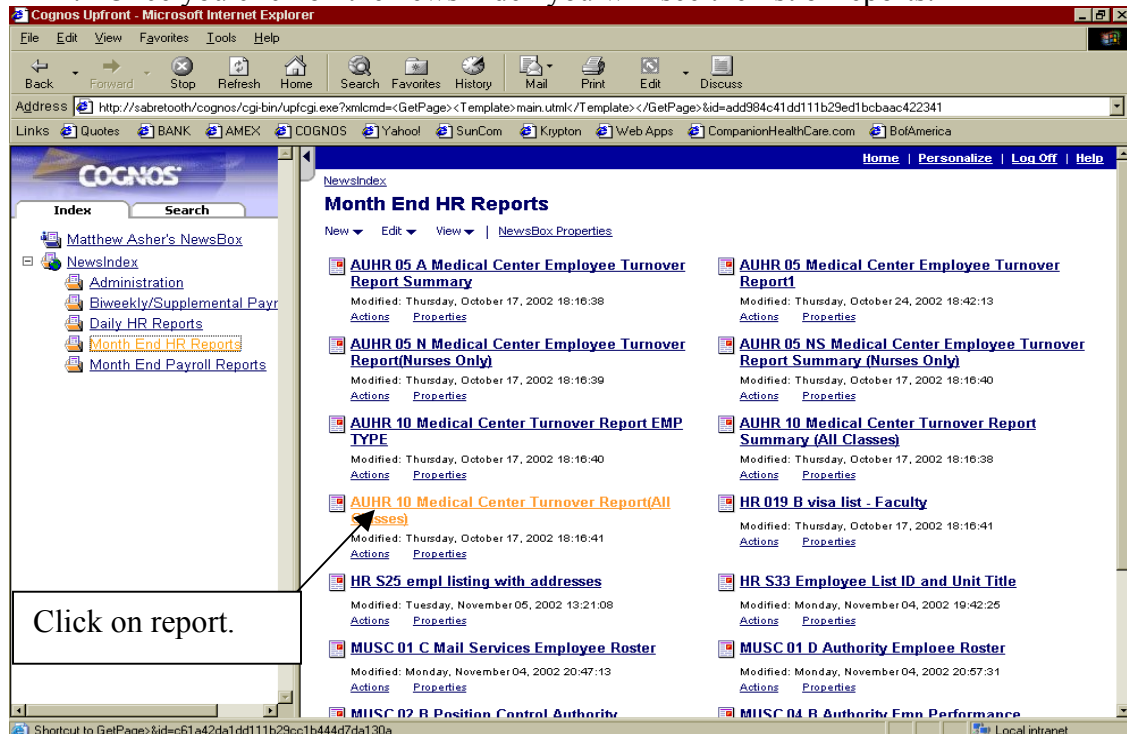 Cognos Upfront - Microsoft Internet Explorer
File Edit View Favorites Tools Help
Back Forward Stop Refresh Home Search Favorites History Mail Print Edit Discuss
Address http://sabretooth/cognos/cgi-bin/upfcgi.exe?xmlcmd=<GetPage><Template>main.utml</Template></GetPage>&id=add984c41dd111b29ed1bcbaac422341
Links Quotes BANK AMEX COGNOS Yahoo! SunCom Krypton Web Apps CompanionHealthCare.com BofAmerica
COGNOS
Index Search
Matthew Asher's NewsBox
NewsIndex
Administration
Biweekly/Supplemental Payr
Daily HR Reports
Month End HR Reports
Month End Payroll Reports
Click on report.
Home | Personalize | Log Off | Help
NewsIndex
Month End HR Reports
New Edit View | NewsBox Properties
AUHR 05 A Medical Center Employee Turnover
Report Summary
Modified: Thursday, October 17, 2002 18:16:38
Actions Properties
AUHR 05 Medical Center Employee Turnover
Report1
Modified: Thursday, October 24, 2002 18:42:13
Actions Properties
AUHR 05 N Medical Center Employee Turnover
Report(Nurses Only)
Modified: Thursday, October 17, 2002 18:16:39
Actions Properties
AUHR 05 NS Medical Center Employee Turnover
Report Summary (Nurses Only)
Modified: Thursday, October 17, 2002 18:16:40
Actions Properties
AUHR 10 Medical Center Turnover Report EMP
TYPE
Modified: Thursday, October 17, 2002 18:16:40
Actions Properties
AUHR 10 Medical Center Turnover Report
Summary (All Classes)
Modified: Thursday, October 17, 2002 18:16:38
Actions Properties
AUHR 10 Medical Center Turnover Report(All
Classes)
Modified: Thursday, October 17, 2002 18:16:41
Actions Properties
HR 019 B visa list - Faculty
Modified: Thursday, October 17, 2002 18:16:41
Actions Properties
HR S25 empl listing with addresses
Modified: Tuesday, November 05, 2002 13:21:08
Actions Properties
HR S33 Employee List ID and Unit Title
Modified: Monday, November 04, 2002 19:42:25
Actions Properties
MUSC 01 C Mail Services Employee Roster
Modified: Monday, November 04, 2002 20:47:13
Actions Properties
MUSC 01 D Authority Emploee Roster
Modified: Monday, November 04, 2002 20:57:31
Actions Properties
MUSC 02 B Position Control Authority
MUSC 04 B Authority Emp Performance
Shortcut to GetPage>&id=c61a42da1dd111b29cc1b444d7da130a
Local intranet